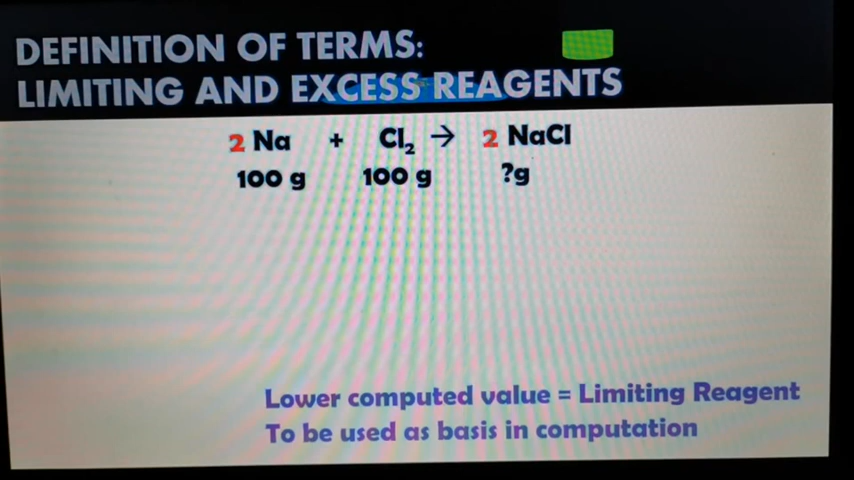 DEFINITION OF TERMS:
LIMITING AND EXCESS REAGENTS
2 Na + Cl₂ → 2 NaCl
100 g 100 g ?g
Lower computed value = Limiting Reagent
To be used as basis in computation